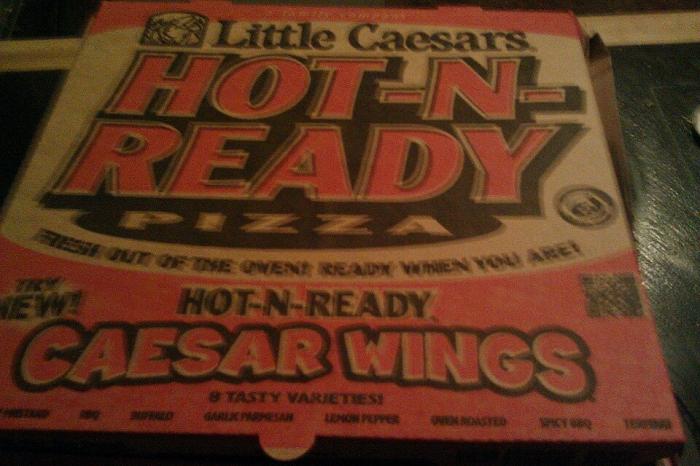 Little Caesars
HOT-N-
READY
PIZZA
FRESH OUT OF THE OVEN! READY WHEN YOU ARE!
TRY
NEW!
HOT-N-READY
CAESAR WINGS
8 TASTY VARIETIES!
BBQ BUFFALO GARLIC PARMESAN LEMON PEPPER OVEN ROASTED SPICY BBQ TERIYAKI